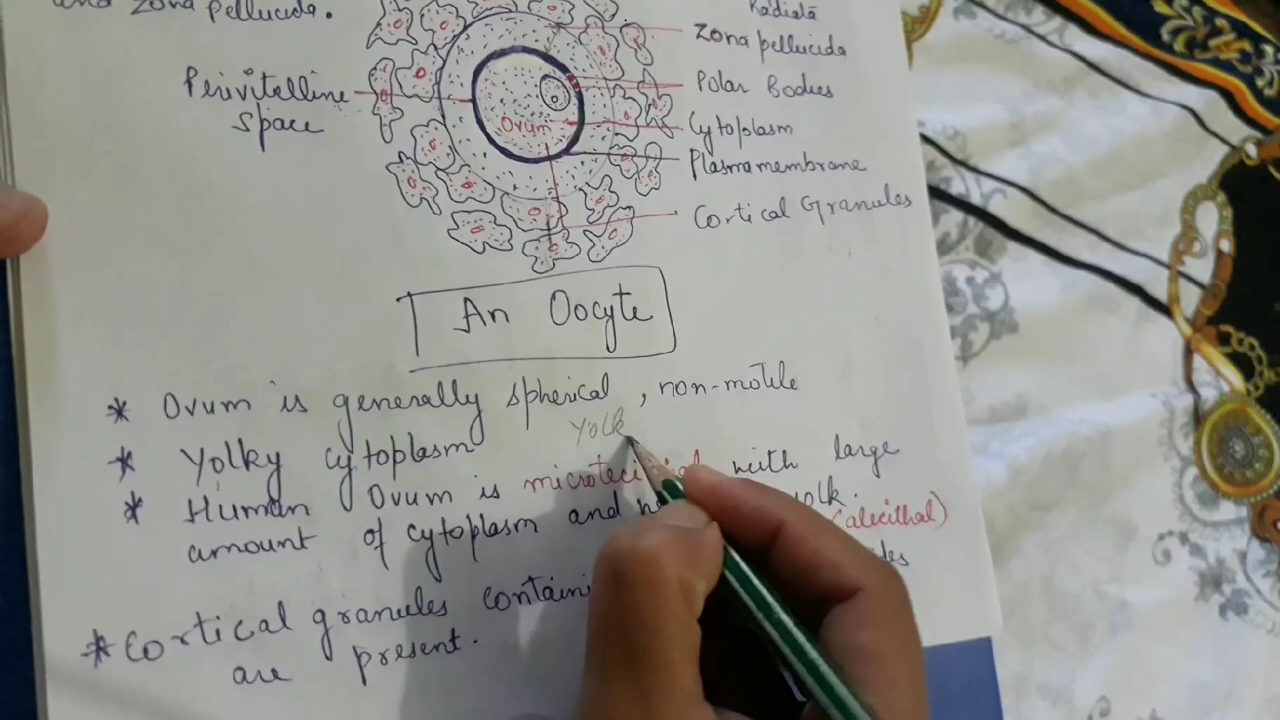 and Zona Pellucida.
Radiata
Zona pellucida
Perivitelline
space
Polar Bodies
Ovum
Cytoplasm
Plasma membrane
Cortical Granules
An Oocyte
* Ovum is generally spherical, non-motile
Yolk
* Yolky cytoplasm
* Human Ovum is with large
amount of cytoplasm and yolk.
(alecithal)
* Cortical granules
are present.